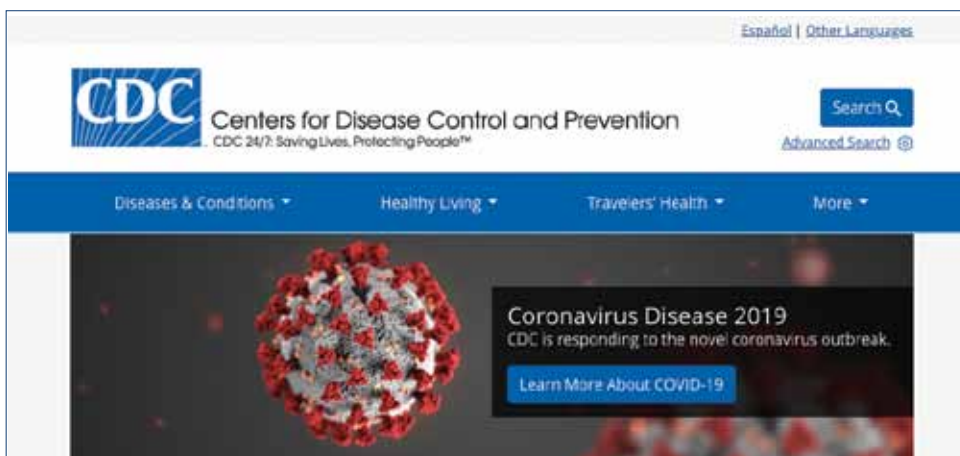 Español | Other Languages
CDC
Centers for Disease Control and Prevention
CDC 24/7: Saving Lives, Protecting People™
Search
Advanced Search
Diseases & Conditions Healthy Living Travelers' Health More
Coronavirus Disease 2019
CDC is responding to the novel coronavirus outbreak.
Learn More About COVID-19